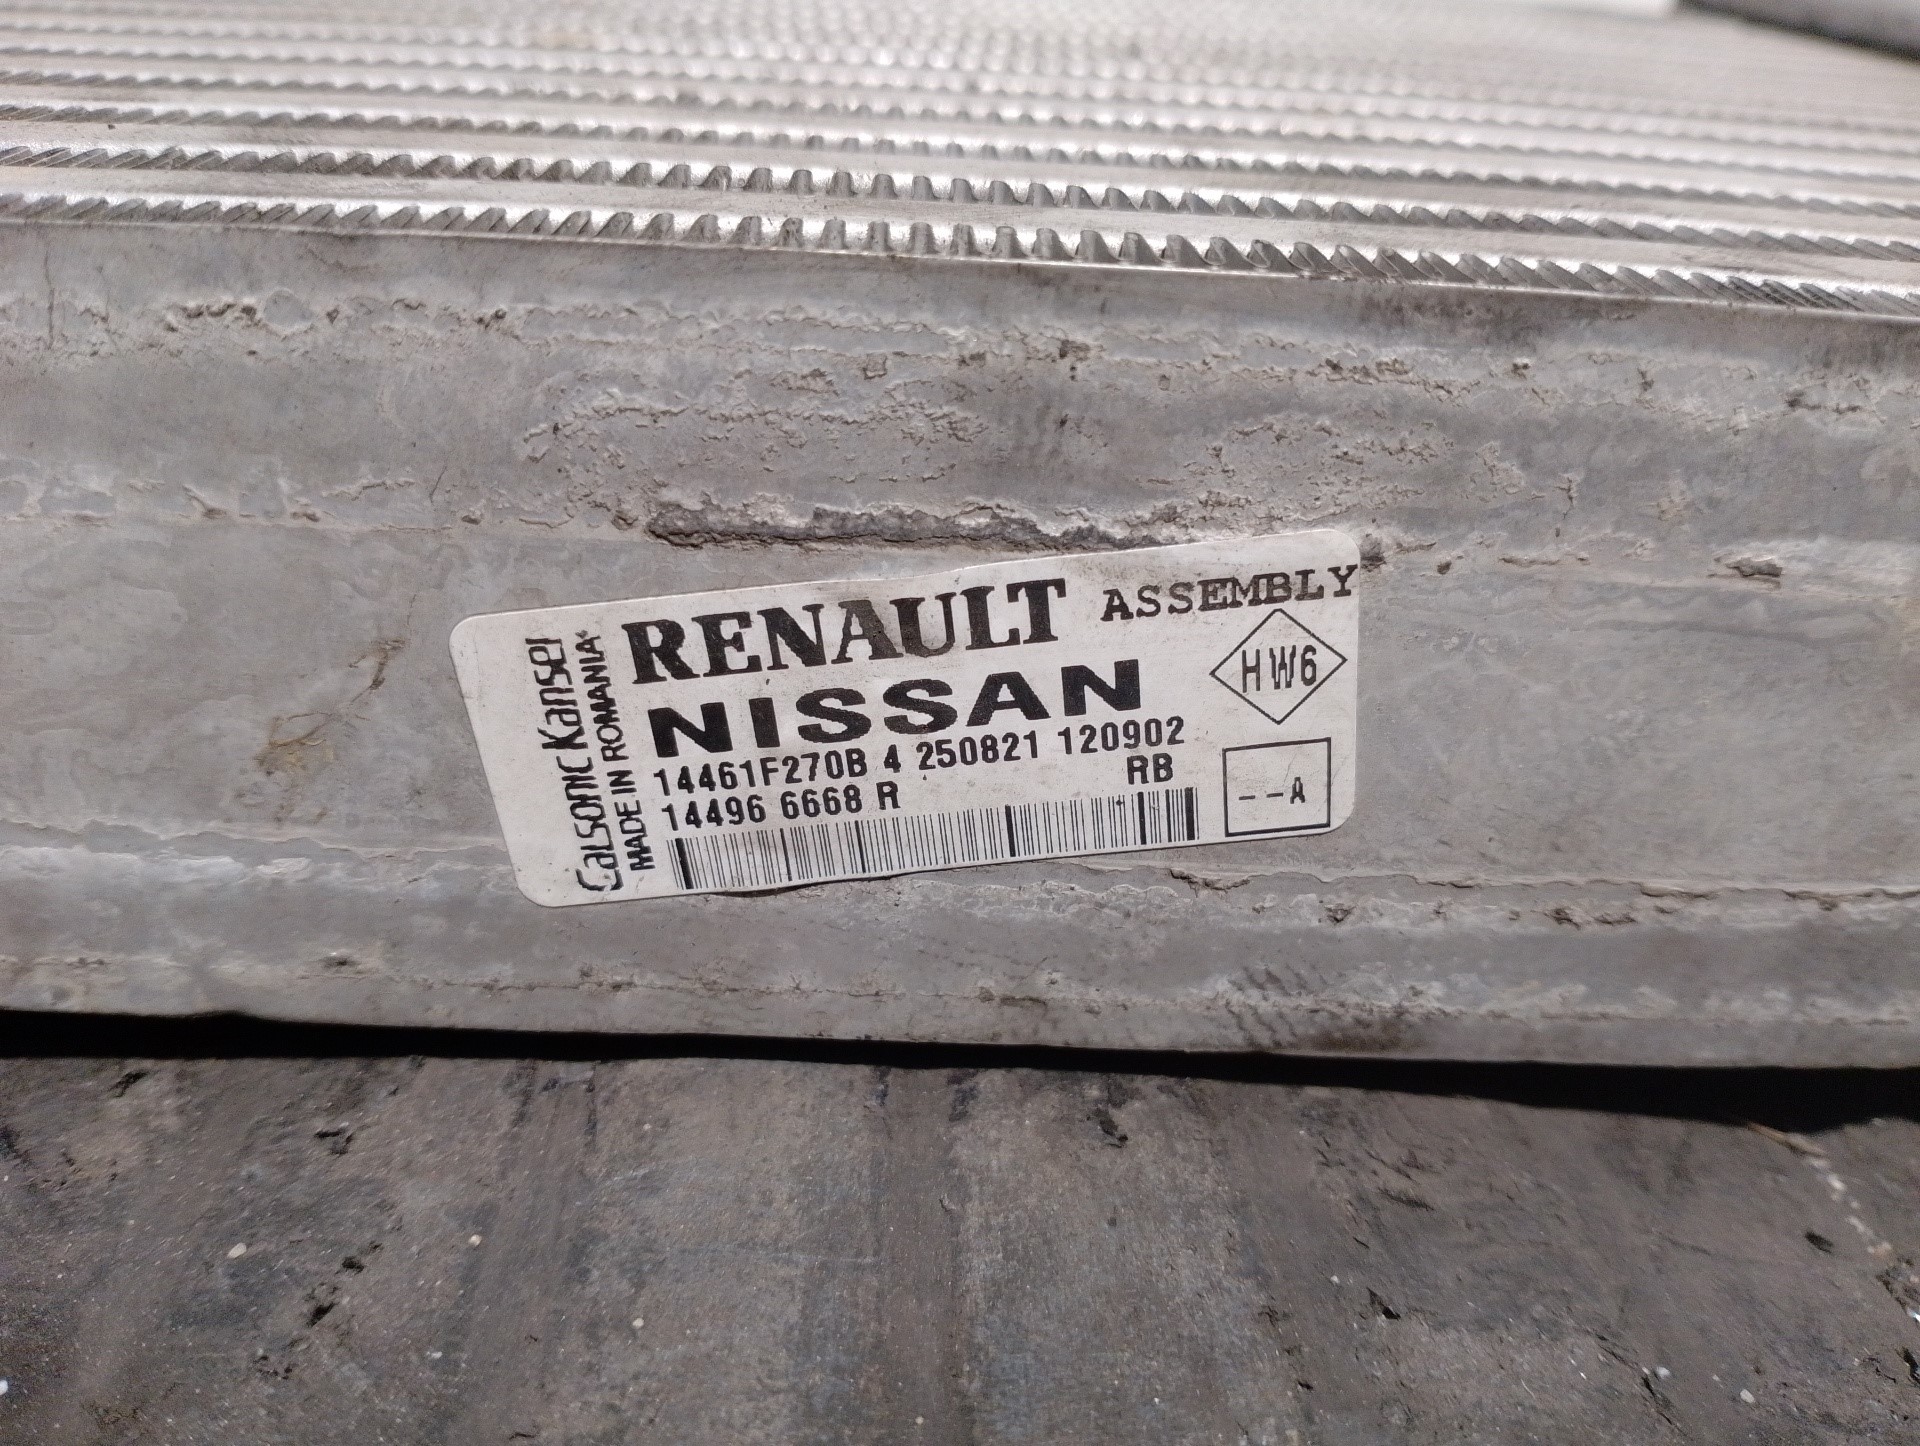 Calsonic Kansei
MADE IN ROMANIA
RENAULT ASSEMBLY
NISSAN
HW6
14461F270B 4 250821 120902
14496 6668 R RB
--A